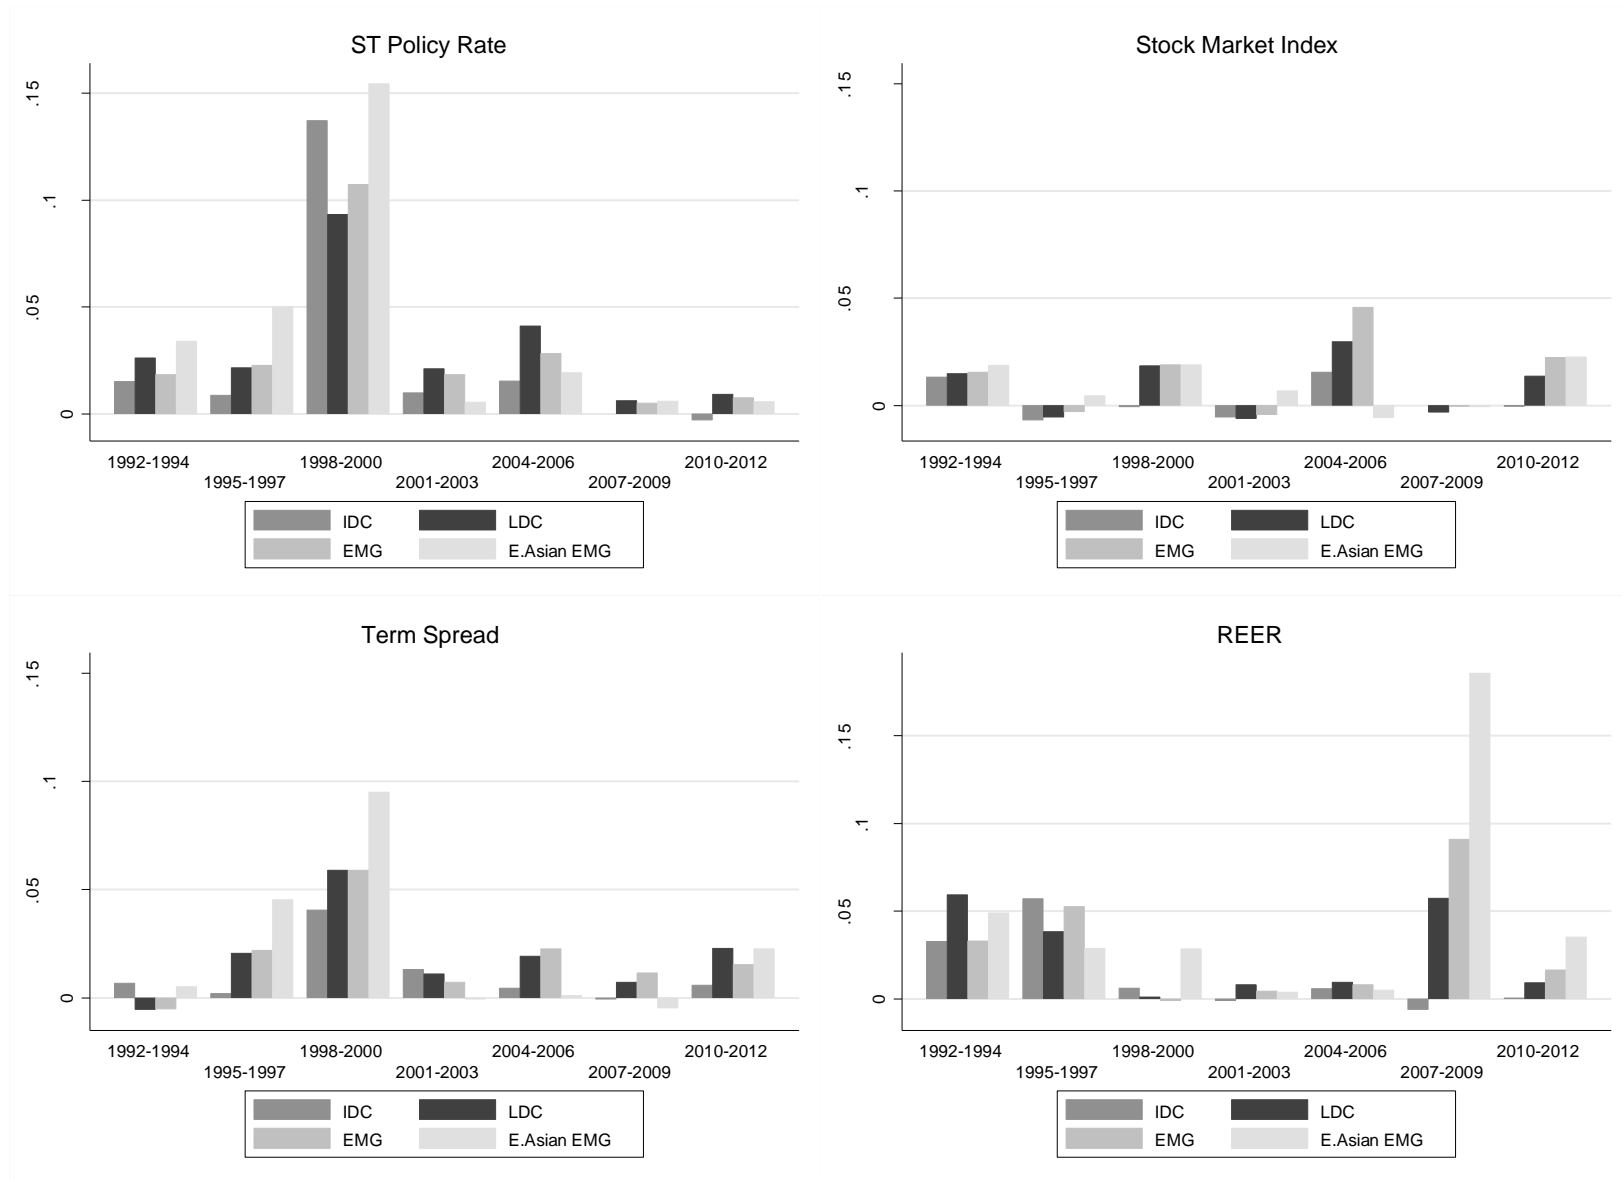 ST Policy Rate
.15
.1
.05
0
1992-1994
1998-2000
2004-2006
2010-2012
1995-1997
2001-2003
2007-2009
IDC
LDC
EMG
E.Asian EMG
Stock Market Index
.15
.1
.05
0
1992-1994
1998-2000
2004-2006
2010-2012
1995-1997
2001-2003
2007-2009
IDC
LDC
EMG
E.Asian EMG
Term Spread
.15
.1
.05
0
1992-1994
1998-2000
2004-2006
2010-2012
1995-1997
2001-2003
2007-2009
IDC
LDC
EMG
E.Asian EMG
REER
.15
.1
.05
0
1992-1994
1998-2000
2004-2006
2010-2012
1995-1997
2001-2003
2007-2009
IDC
LDC
EMG
E.Asian EMG